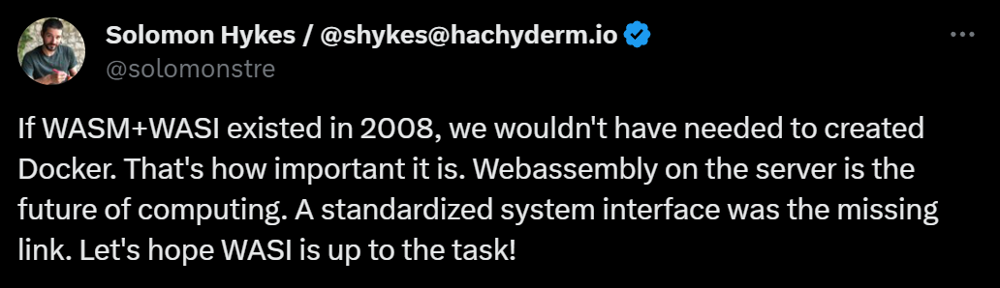 Solomon Hykes / @shykes@hachyderm.io
@solomonstre
If WASM+WASI existed in 2008, we wouldn't have needed to created
Docker. That's how important it is. Webassembly on the server is the
future of computing. A standardized system interface was the missing
link. Let's hope WASI is up to the task!